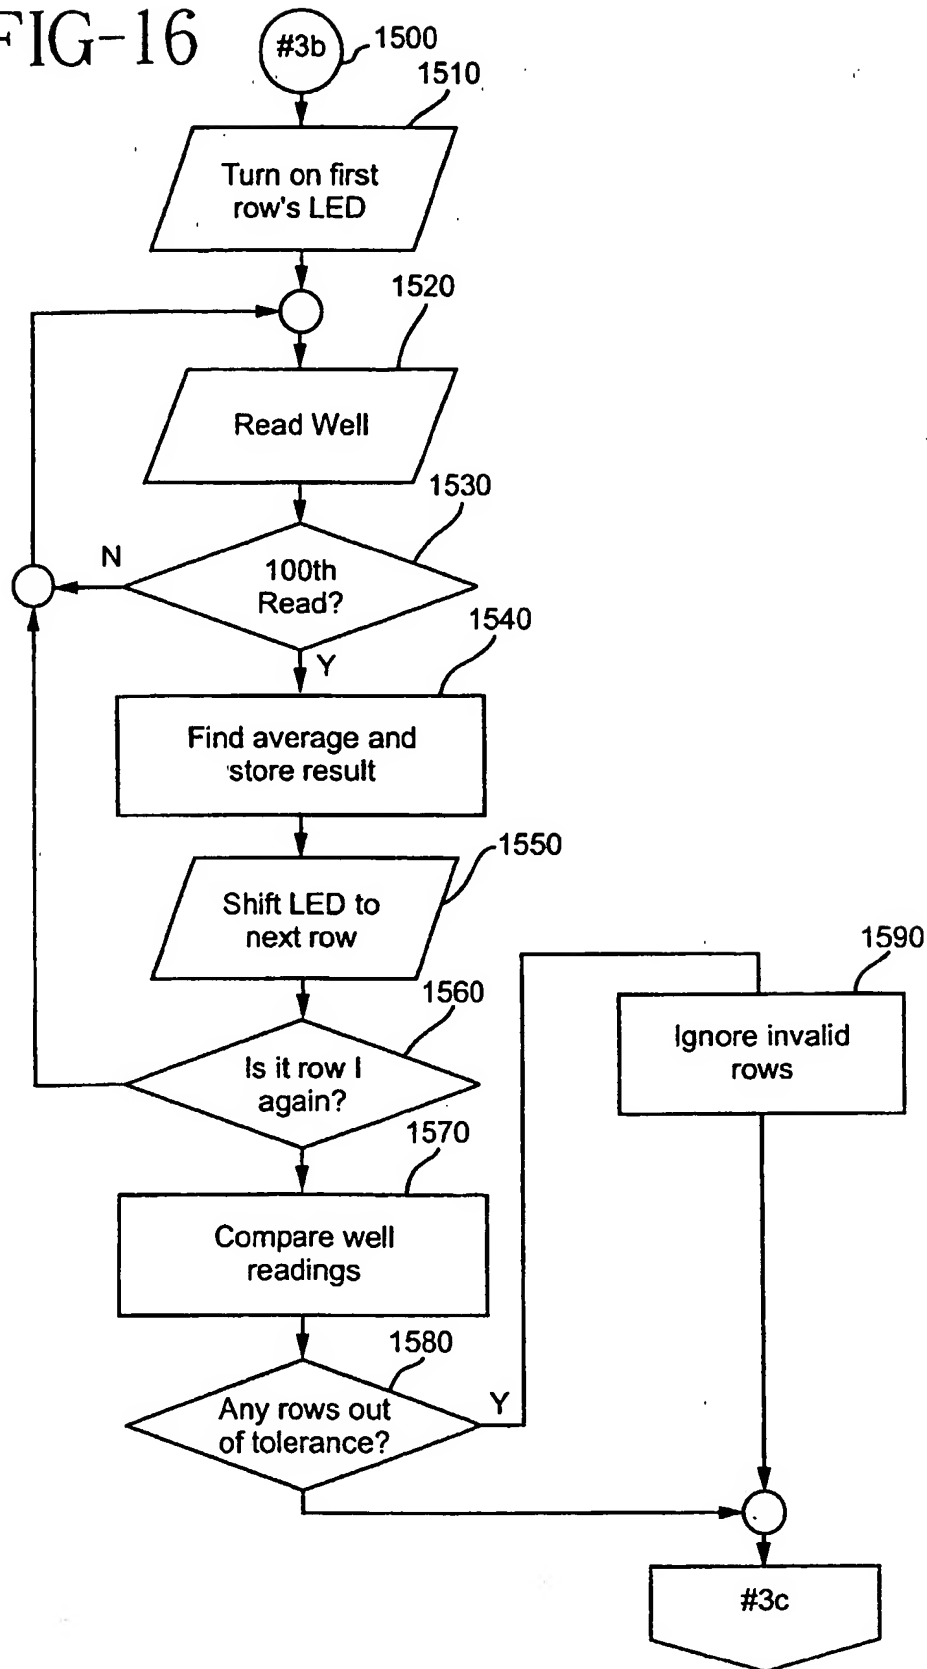 FIG-16
#3b
1500
1510
Turn on first
row's LED
1520
Read Well
1530
N
100th
Read?
1540
Y
Find average and
store result
1550
Shift LED to
next row
1590
1560
Ignore invalid
rows
Is it row I
again?
1570
Compare well
readings
1580
Y
Any rows out
of tolerance?
#3c